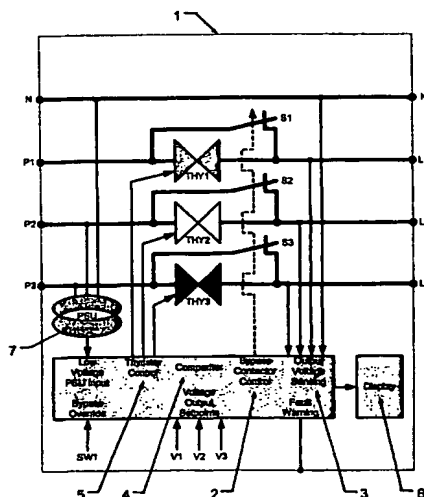 1
N
N
S1
P1
L
THY1
S2
P2
L
THY2
S3
P3
L
THY3
PSU
7
Low Voltage PSU Input
Thyristor Control
Comparitor
Bypass Contactor Control
Output Voltage Sensing
Display
Bypass Override
Voltage Output Setpoints
Fault Warning
SW1
V1 V2 V3
5
4
2
3
6